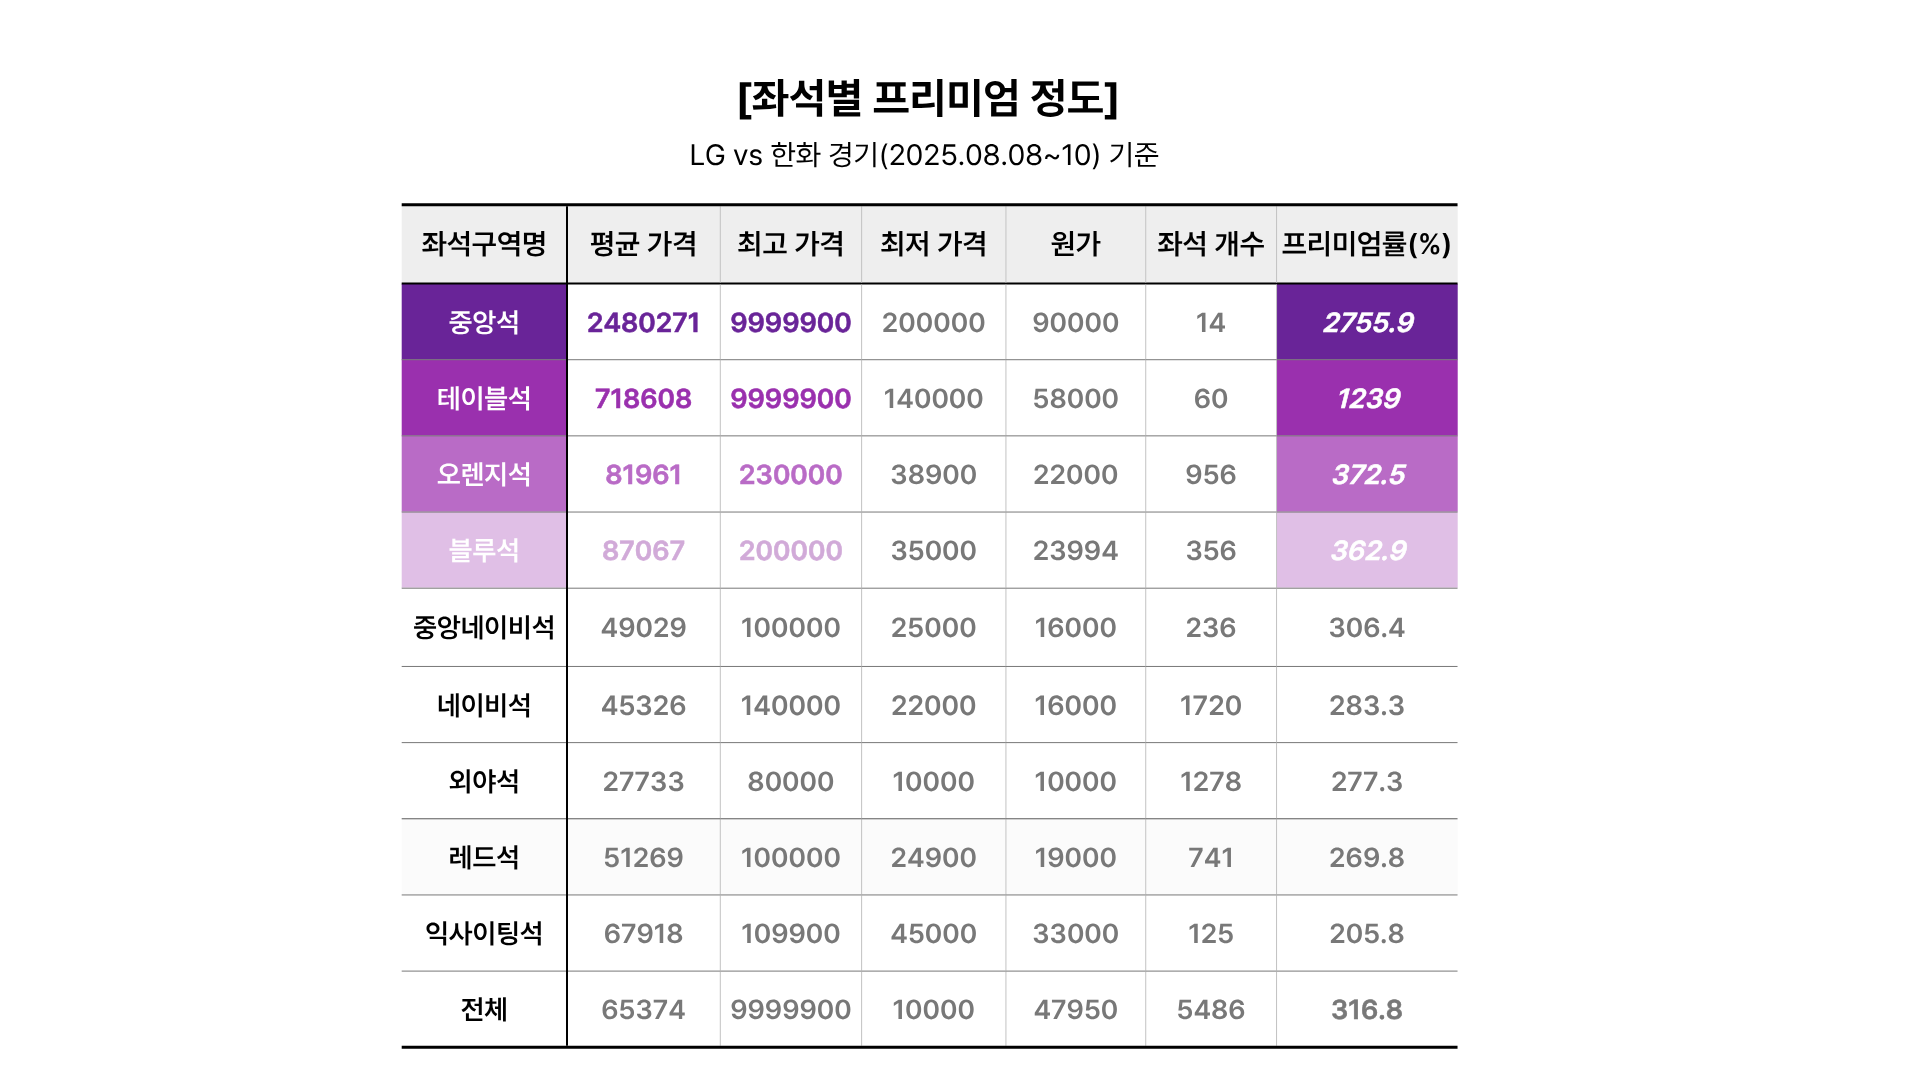 [좌석별 프리미엄 정도]
LG vs 한화 경기(2025.08.08~10) 기준
좌석구역명 평균 가격 최고 가격 최저 가격 원가 좌석 개수 프리미엄률(%)
중앙석 2480271 9999900 200000 90000 14 2755.9
테이블석 718608 9999900 140000 58000 60 1239
오렌지석 81961 230000 38900 22000 956 372.5
블루석 87067 200000 35000 23994 356 362.9
중앙네이비석 49029 100000 25000 16000 236 306.4
네이비석 45326 140000 22000 16000 1720 283.3
외야석 27733 80000 10000 10000 1278 277.3
레드석 51269 100000 24900 19000 741 269.8
익사이팅석 67918 109900 45000 33000 125 205.8
전체 65374 9999900 10000 47950 5486 316.8